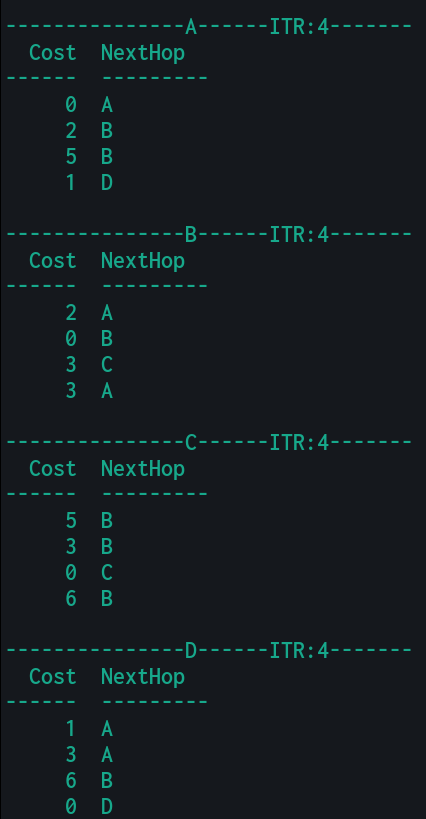 ---------------A------ITR:4-------
  Cost  NextHop
------  ---------
     0  A
     2  B
     5  B
     1  D

---------------B------ITR:4-------
  Cost  NextHop
------  ---------
     2  A
     0  B
     3  C
     3  A

---------------C------ITR:4-------
  Cost  NextHop
------  ---------
     5  B
     3  B
     0  C
     6  B

---------------D------ITR:4-------
  Cost  NextHop
------  ---------
     1  A
     3  A
     6  B
     0  D